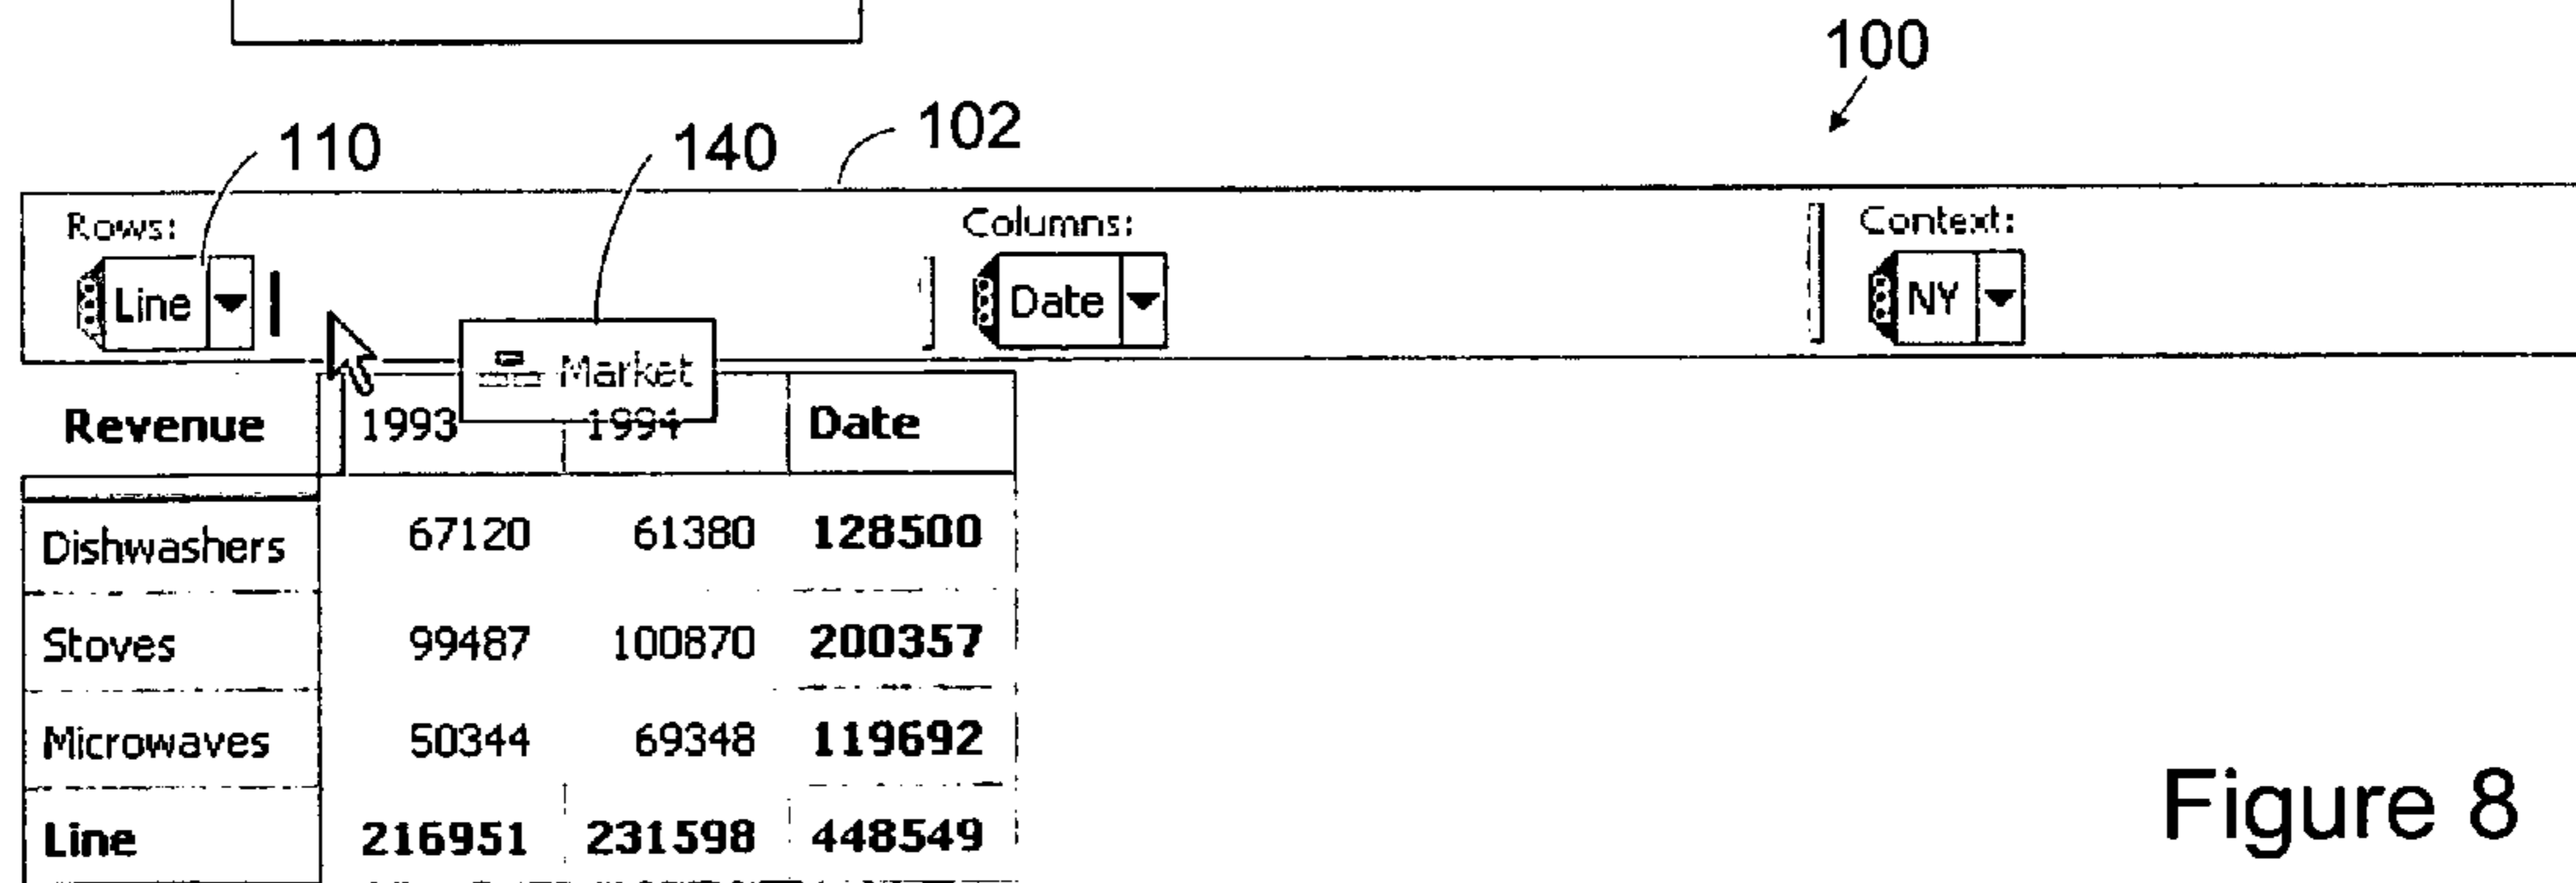 100
110 140 102
Rows: Columns: Context:
Line Date NY
Market
Revenue 1993 1994 Date
Dishwashers 67120 61380 128500
Stoves 99487 100870 200357
Microwaves 50344 69348 119692
Line 216951 231598 448549
Figure 8